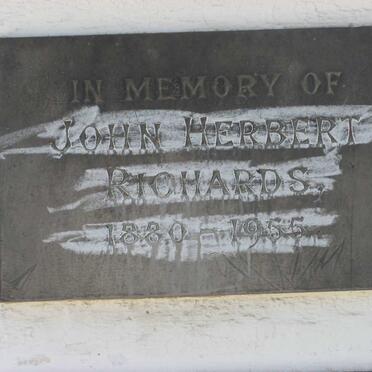 IN MEMORY OF
JOHN HERBERT
RICHARDS.
1880 - 1955